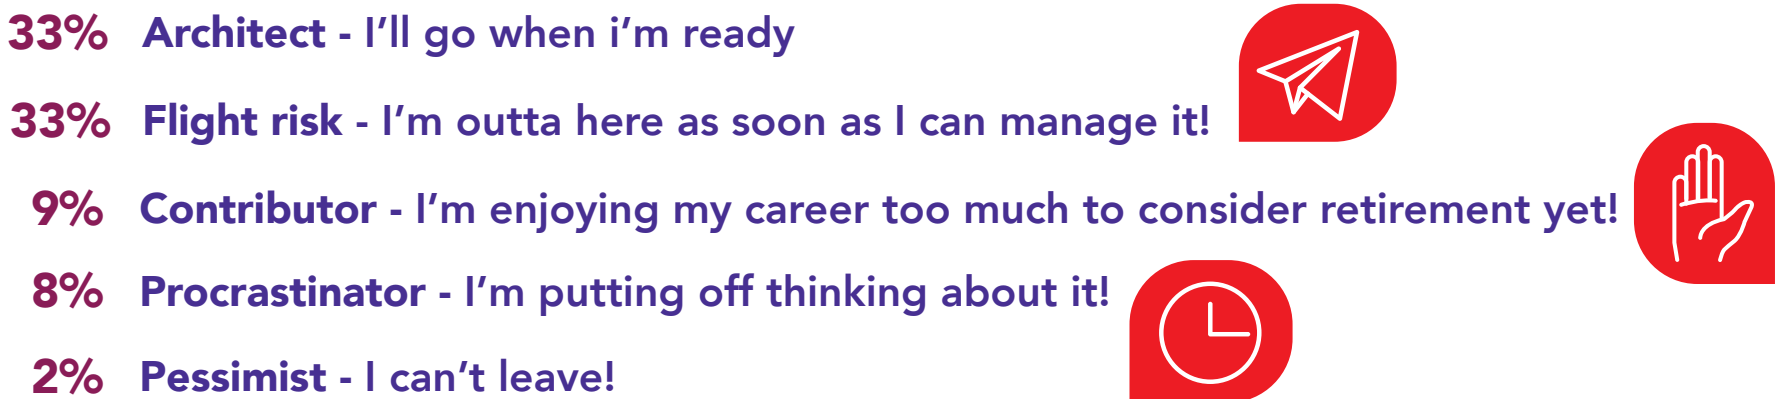 33% Architect - I’ll go when i’m ready
33% Flight risk - I’m outta here as soon as I can manage it!
9% Contributor - I’m enjoying my career too much to consider retirement yet!
8% Procrastinator - I’m putting off thinking about it!
2% Pessimist - I can’t leave!